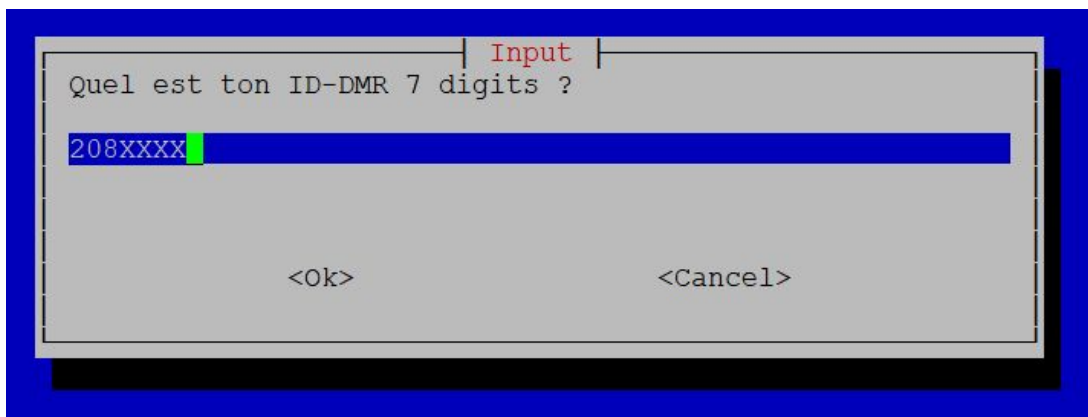 Input
Quel est ton ID-DMR 7 digits ?
208XXXX
<Ok> <Cancel>